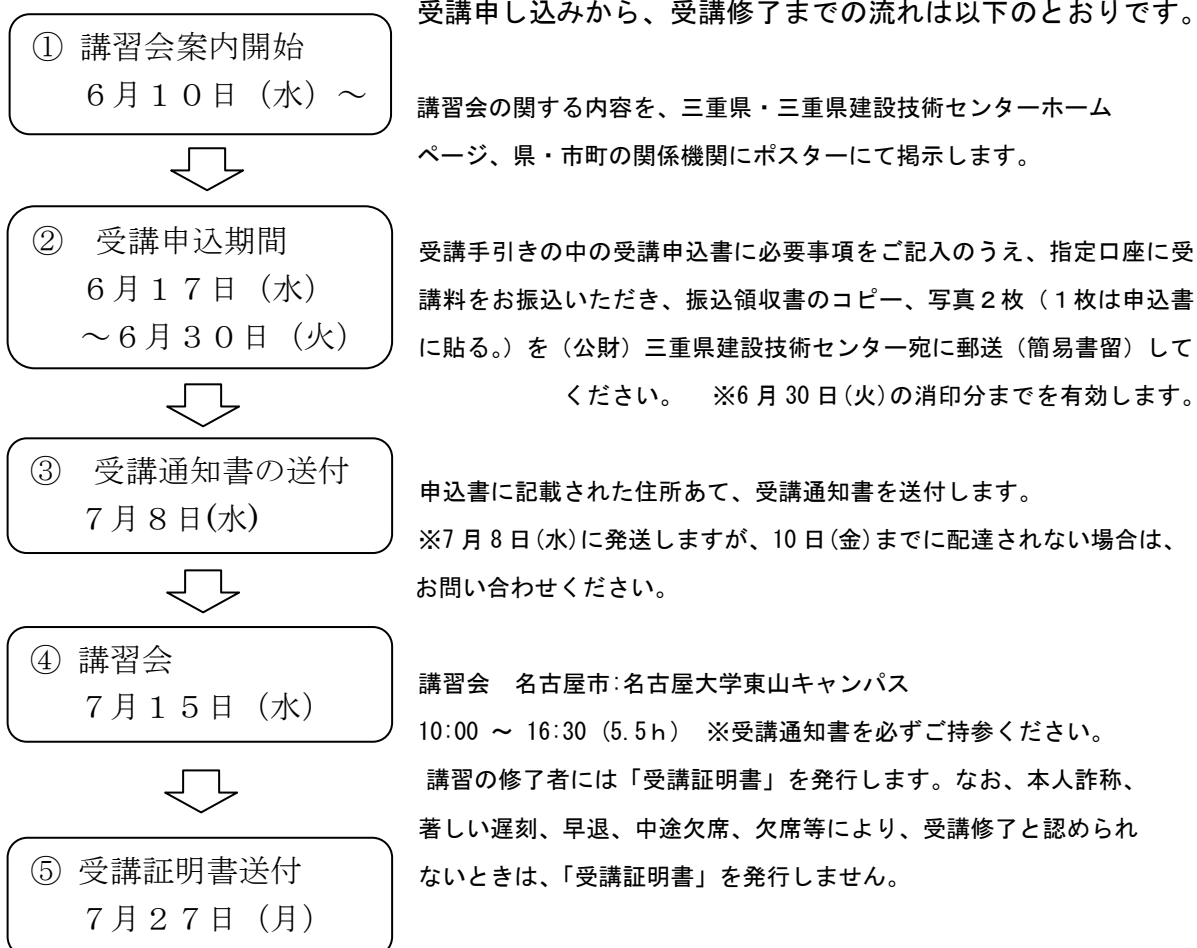 受講申し込みから、受講修了までの流れは以下のとおりです。
① 講習会案内開始
６月１０日（水）～
講習会の関する内容を、三重県・三重県建設技術センターホーム
ページ、県・市町の関係機関にポスターにて掲示します。
② 受講申込期間
６月１７日（水）
～６月３０日（火）
受講手引きの中の受講申込書に必要事項をご記入のうえ、指定口座に受
講料をお振込いただき、振込領収書のコピー、写真２枚（１枚は申込書
に貼る。）を（公財）三重県建設技術センター宛に郵送（簡易書留）して
ください。 ※6月30日(火)の消印分までを有効します。
③ 受講通知書の送付
７月８日(水)
申込書に記載された住所あて、受講通知書を送付します。
※7月8日(水)に発送しますが、10日(金)までに配達されない場合は、
お問い合わせください。
④ 講習会
７月１５日（水）
講習会 名古屋市:名古屋大学東山キャンパス
10:00 ～ 16:30 (5.5ｈ) ※受講通知書を必ずご持参ください。
講習の修了者には「受講証明書」を発行します。なお、本人詐称、
著しい遅刻、早退、中途欠席、欠席等により、受講修了と認められ
ないときは、「受講証明書」を発行しません。
⑤ 受講証明書送付
７月２７日（月）